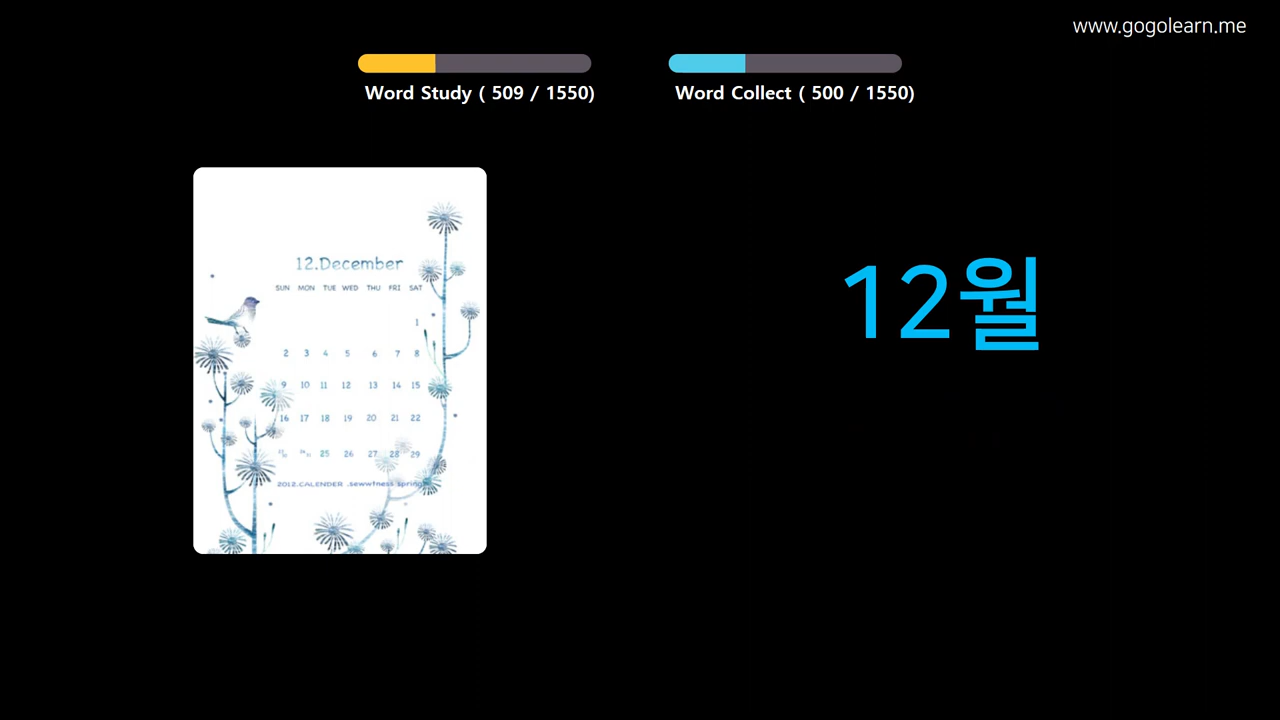 www.gogolearn.me
Word Study ( 509 / 1550)
Word Collect ( 500 / 1550)
12.December
SUN MON TUE WED THU FRI SAT
1
2 3 4 5 6 7 8
9 10 11 12 13 14 15
16 17 18 19 20 21 22
25 26 27 28 29
2012.CALENDER .sewwtness spring
12월